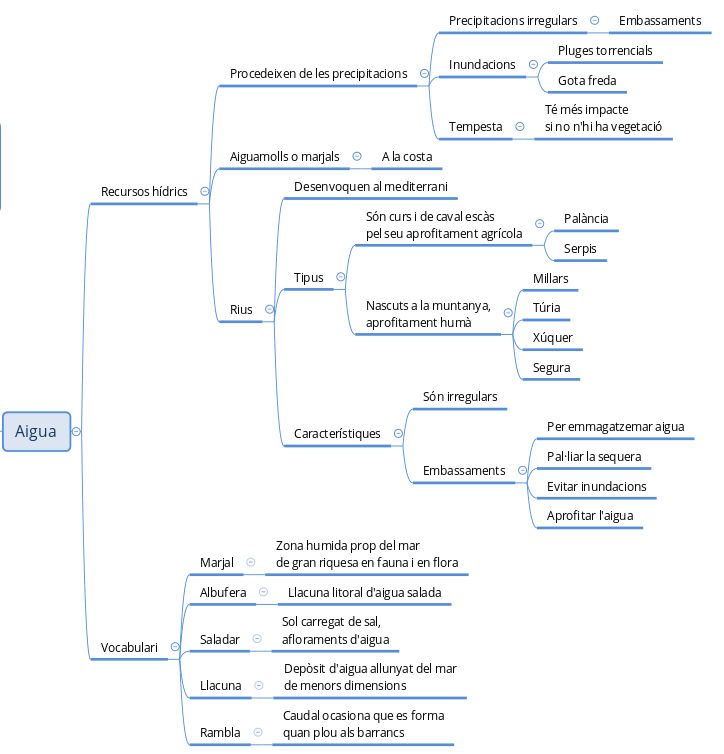 Aigua
Recursos hídrics
Procedeixen de les precipitacions
Precipitacions irregulars
Embassaments
Inundacions
Pluges torrencials
Gota freda
Tempesta
Té més impacte
si no n'hi ha vegetació
Aiguamolls o marjals
A la costa
Rius
Desenvoquen al mediterrani
Tipus
Són curs i de caval escàs
pel seu aprofitament agrícola
Palància
Serpis
Nascuts a la muntanya,
aprofitament humà
Millars
Túria
Xúquer
Segura
Característiques
Són irregulars
Embassaments
Per emmagatzemar aigua
Pal·liar la sequera
Evitar inundacions
Aprofitar l'aigua
Vocabulari
Marjal
Zona humida prop del mar
de gran riquesa en fauna i en flora
Albufera
Llacuna litoral d'aigua salada
Saladar
Sol carregat de sal,
afloraments d'aigua
Llacuna
Depòsit d'aigua allunyat del mar
de menors dimensions
Rambla
Caudal ocasiona que es forma
quan plou als barrancs